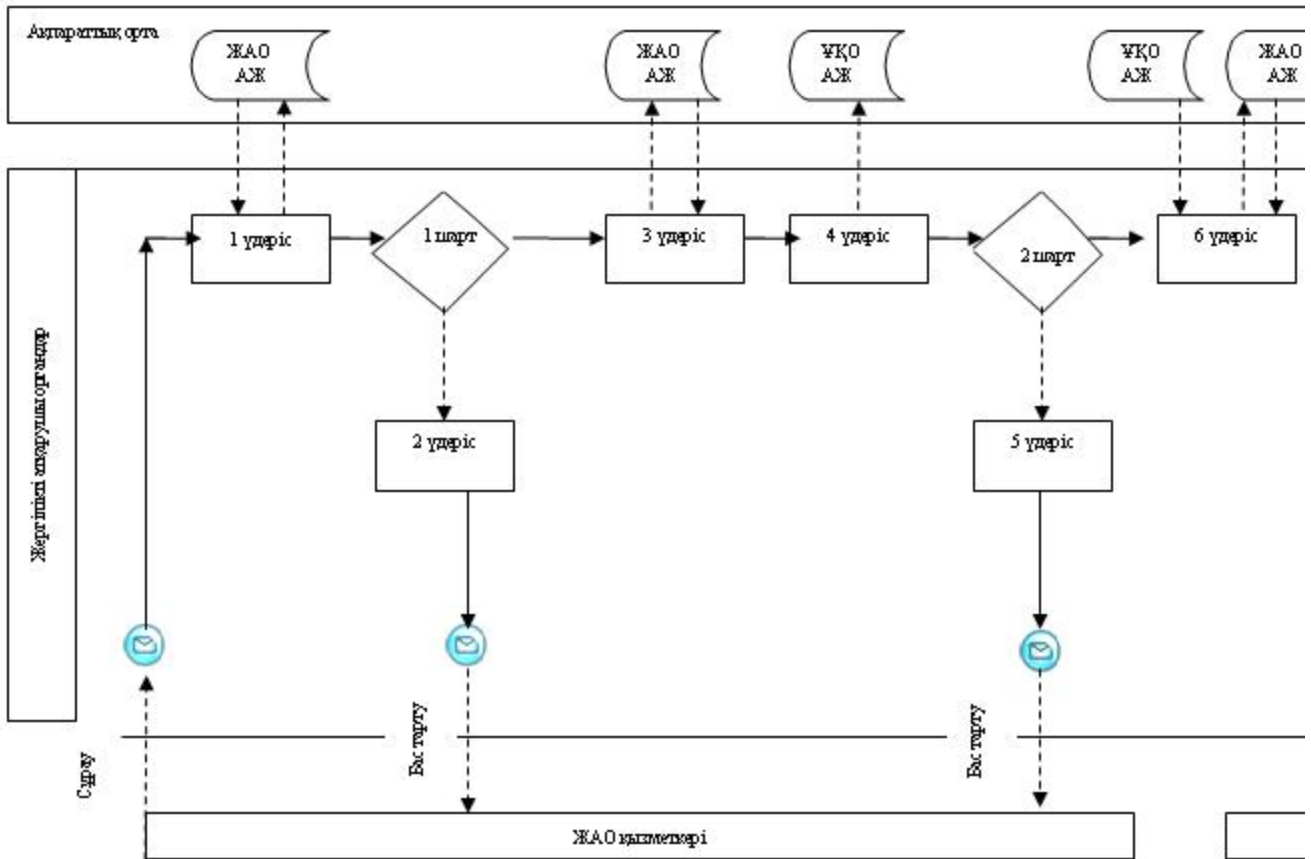 Ақпараттық орта
ЖАО
АЖ
ЖАО
АЖ
ҰҚО
АЖ
ҰҚО
АЖ
ЖАО
АЖ
Жергілікті атқарушы органдар
1 үдеріс
1 шарт
3 үдеріс
4 үдеріс
2 шарт
6 үдеріс
2 үдеріс
5 үдеріс
Сұрау
Бас тарту
Бас тарту
ЖАО қызметкері